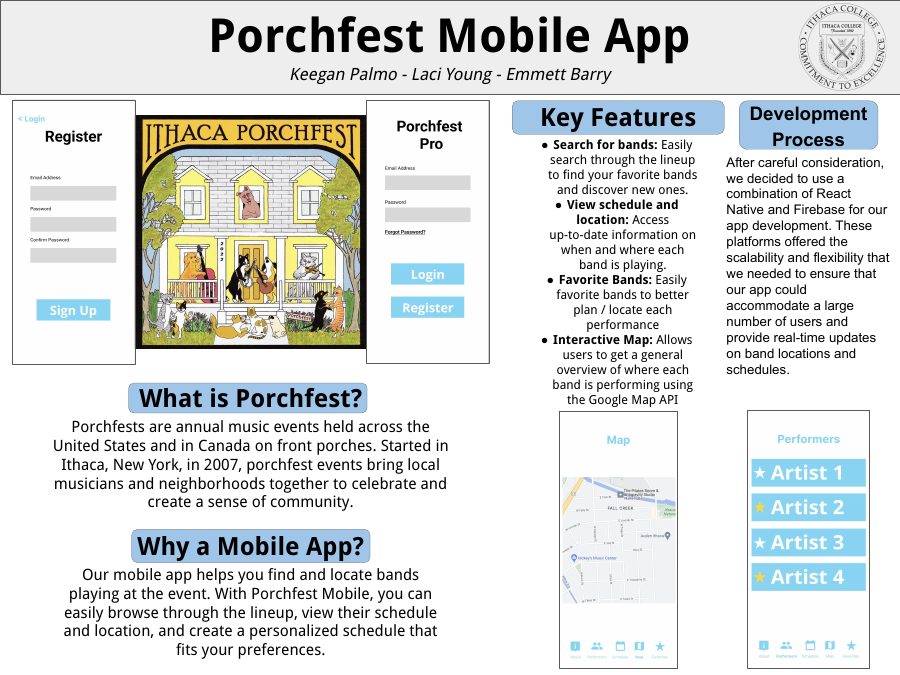 Porchfest Mobile App
Keegan Palmo - Laci Young - Emmett Barry
ITHACA COLLEGE
COMMITMENT TO EXCELLENCE
ITHACA COLLEGE
Founded 1892
< Login
Register
Email Address
Password
Confirm Password
Sign Up
ITHACA PORCHFEST
2022
Porchfest
Pro
Email Address
Password
Forgot Password?
Login
Register
What is Porchfest?
Porchfests are annual music events held across the
United States and in Canada on front porches. Started in
Ithaca, New York, in 2007, porchfest events bring local
musicians and neighborhoods together to celebrate and
create a sense of community.
Why a Mobile App?
Our mobile app helps you find and locate bands
playing at the event. With Porchfest Mobile, you can
easily browse through the lineup, view their schedule
and location, and create a personalized schedule that
fits your preferences.
Key Features
● Search for bands: Easily
search through the lineup
to find your favorite bands
and discover new ones.
● View schedule and
location: Access
up-to-date information on
when and where each
band is playing.
● Favorite Bands: Easily
favorite bands to better
plan / locate each
performance
● Interactive Map: Allows
users to get a general
overview of where each
band is performing using
the Google Map API
Map
FALL CREEK
Hickey's Music Center
Map
Development
Process
After careful consideration,
we decided to use a
combination of React
Native and Firebase for our
app development. These
platforms offered the
scalability and flexibility that
we needed to ensure that
our app could
accommodate a large
number of users and
provide real-time updates
on band locations and
schedules.
Performers
Artist 1
Artist 2
Artist 3
Artist 4
Performers